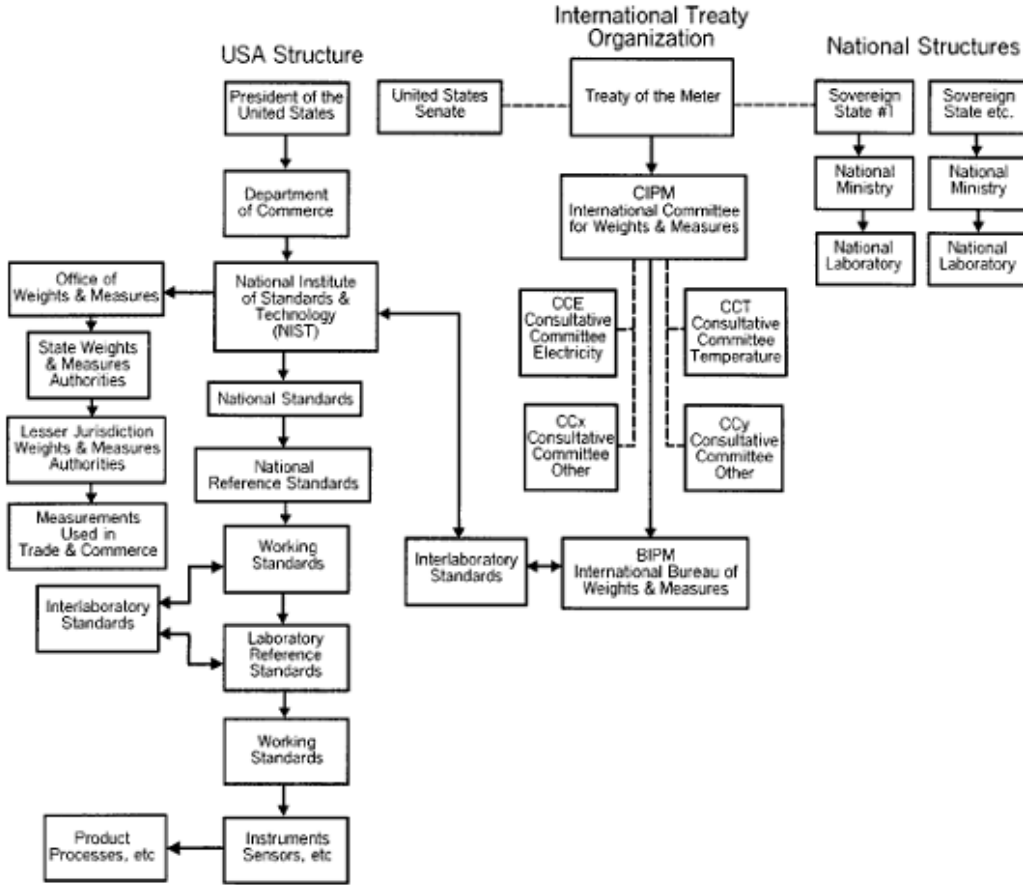 International Treaty
Organization
USA Structure
National Structures
President of the
United States
United States
Senate
Treaty of the Meter
Sovereign
State #1
Sovereign
State etc.
Department
of Commerce
CIPM
International Committee
for Weights & Measures
National
Ministry
National
Ministry
National
Laboratory
National
Laboratory
Office of
Weights & Measures
National Institute
of Standards &
Technology
(NIST)
CCE
Consultative
Committee
Electricity
CCT
Consultative
Committee
Temperature
State Weights
& Measures
Authorities
National Standards
Lesser Jurisdiction
Weights & Measures
Authorities
CCx
Consultative
Committee
Other
CCy
Consultative
Committee
Other
National
Reference Standards
Measurements
Used in
Trade & Commerce
Working
Standards
Interlaboratory
Standards
BIPM
International Bureau of
Weights & Measures
Interlaboratory
Standards
Laboratory
Reference
Standards
Working
Standards
Product
Processes, etc
Instruments
Sensors, etc